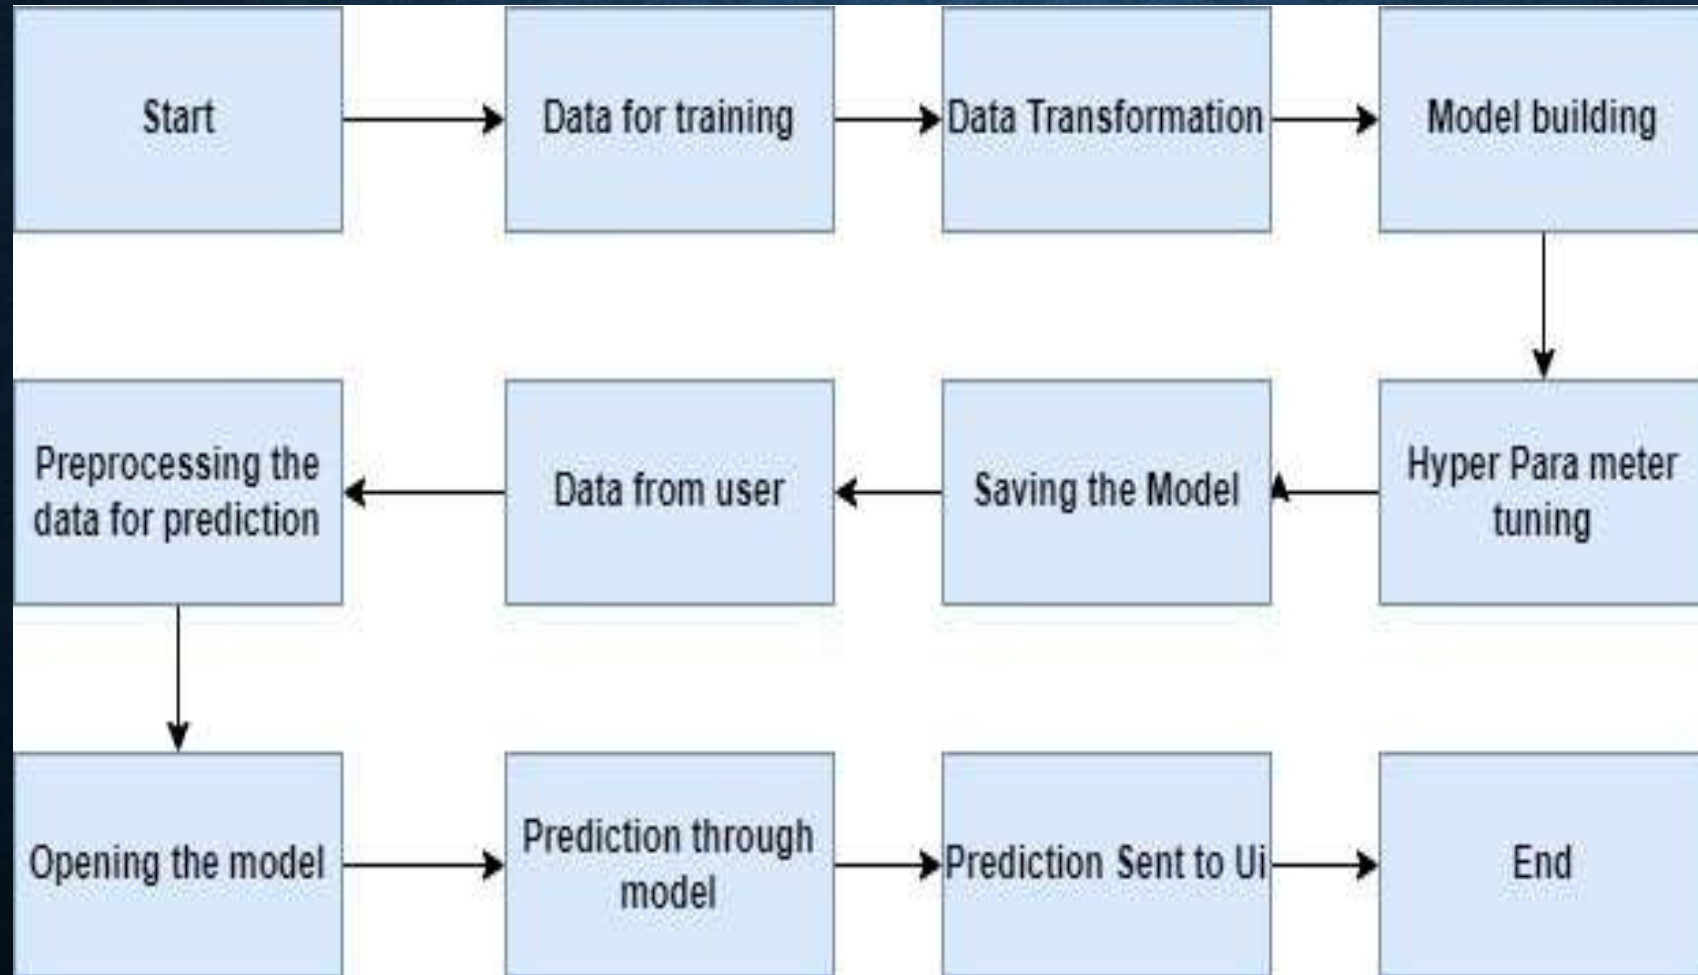 Start
Data for training
Data Transformation
Model building
Hyper Para meter
tuning
Saving the Model
Data from user
Preprocessing the
data for prediction
Opening the model
Prediction through
model
Prediction Sent to Ui
End